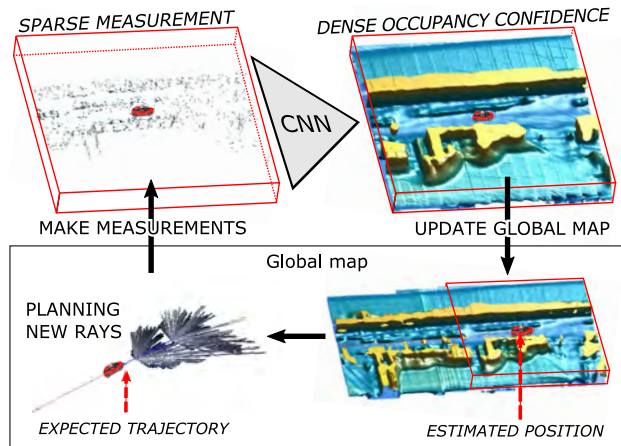 SPARSE MEASUREMENT
DENSE OCCUPANCY CONFIDENCE
CNN
MAKE MEASUREMENTS
UPDATE GLOBAL MAP
Global map
PLANNING
NEW RAYS
EXPECTED TRAJECTORY
ESTIMATED POSITION